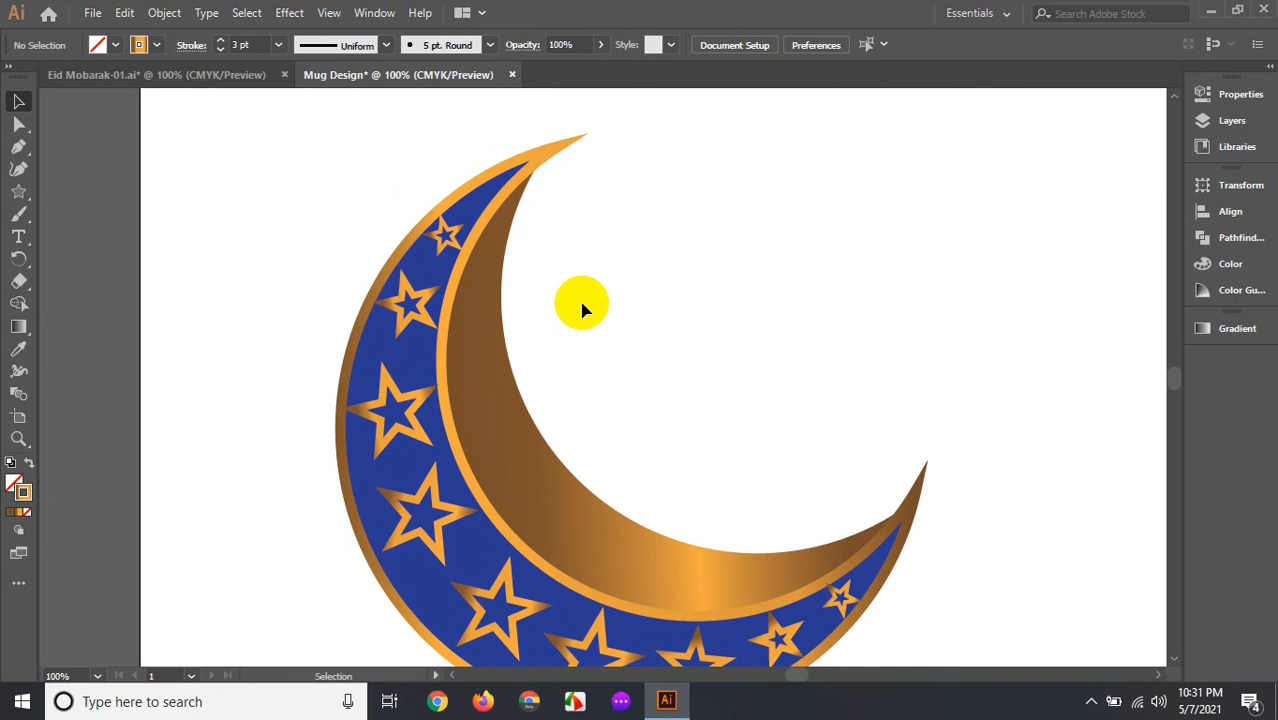 Ai File Edit Object Type Select Effect View Window Help Essentials Search Adobe Stock
No Selection Stroke: 3 pt Uniform 5 pt. Round Opacity: 100% Style: Document Setup Preferences
Eid Mobarak-01.ai* @ 100% (CMYK/Preview) Mug Design* @ 100% (CMYK/Preview)
Properties
Layers
Libraries
Transform
Align
Pathfind...
Color
Color Gu...
Gradient
T
100% 1 Selection
Type here to search Ai 10:31 PM
5/7/2021 4